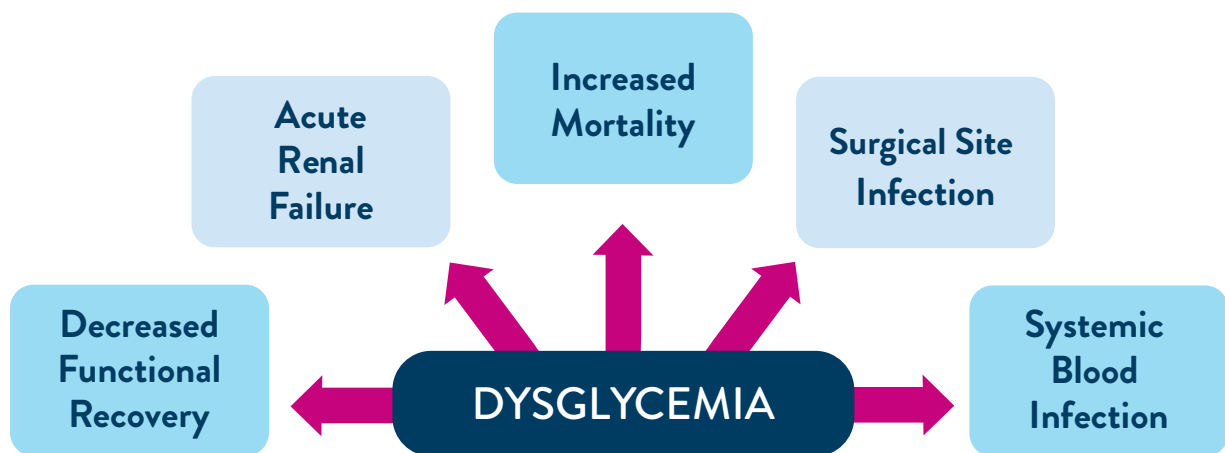 Increased
Mortality
Acute
Renal
Failure
Surgical Site
Infection
Decreased
Functional
Recovery
Systemic
Blood
Infection
DYSGLYCEMIA